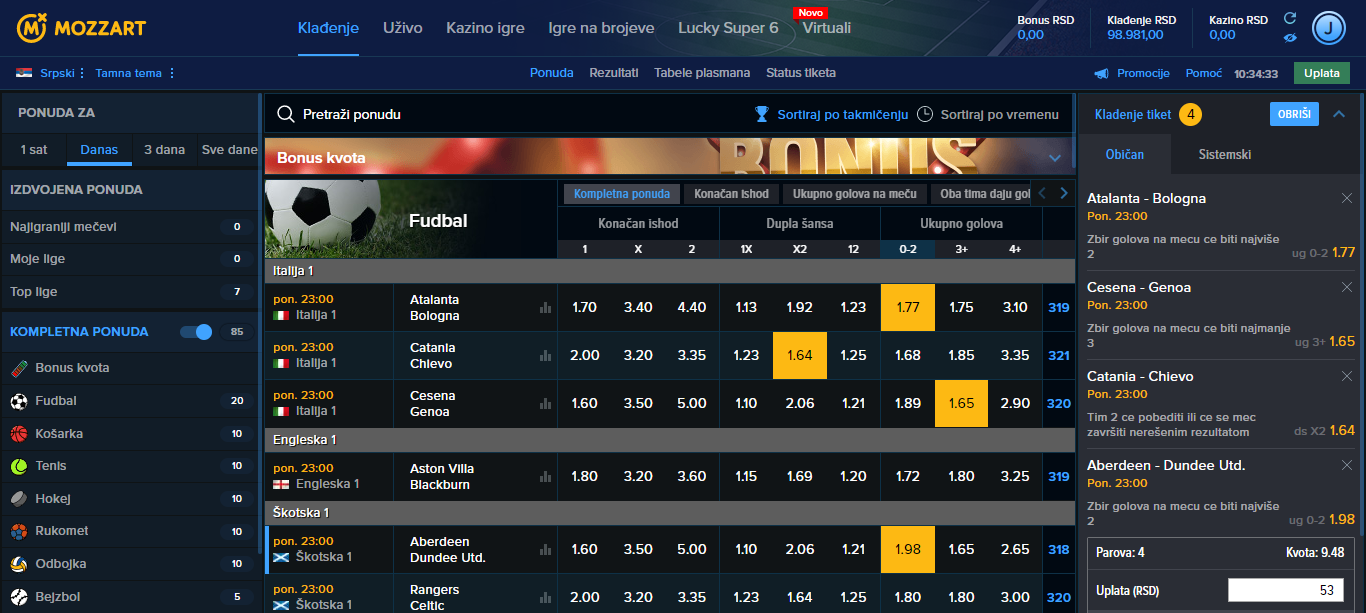 MOZZART
Klađenje
Uživo
Kazino igre
Igre na brojeve
Lucky Super 6
Novo
Virtuali
Bonus RSD
0,00
Klađenje RSD
98.981,00
Kazino RSD
0,00
J
Srpski
Tamna tema
Ponuda
Rezultati
Tabele plasmana
Status tiketa
Promocije
Pomoć
10:34:33
Uplata
PONUDA ZA
1 sat
Danas
3 dana
Sve dane
IZDVOJENA PONUDA
Najigraniji mečevi 0
Moje lige 0
Top lige 7
KOMPLETNA PONUDA 85
Bonus kvota
Fudbal 20
Košarka 10
Tenis 10
Hokej 10
Rukomet 10
Odbojka 10
Bejzbol 5
Pretraži ponudu
Sortiraj po takmičenju
Sortiraj po vremenu
Bonus kvota
BONUS
Fudbal
Kompletna ponuda
Konačan ishod
Ukupno golova na meču
Oba tima daju gol
Konačan ishod
Dupla šansa
Ukupno golova
1 X 2 1X X2 12 0-2 3+ 4+
Italija 1
pon. 23:00
Italija 1
Atalanta
Bologna
1.70 3.40 4.40 1.13 1.92 1.23 1.77 1.75 3.10 319
pon. 23:00
Italija 1
Catania
Chievo
2.00 3.20 3.35 1.23 1.64 1.25 1.68 1.85 3.35 321
pon. 23:00
Italija 1
Cesena
Genoa
1.60 3.50 5.00 1.10 2.06 1.21 1.89 1.65 2.90 320
Engleska 1
pon. 23:00
Engleska 1
Aston Villa
Blackburn
1.80 3.20 3.60 1.15 1.69 1.20 1.72 1.80 3.25 319
Škotska 1
pon. 23:00
Škotska 1
Aberdeen
Dundee Utd.
1.60 3.50 5.00 1.10 2.06 1.21 1.98 1.65 2.65 318
pon. 23:00
Škotska 1
Rangers
Celtic
2.00 3.20 3.35 1.23 1.64 1.25 1.80 1.80 3.00 320
Klađenje tiket 4
OBRIŠI
Običan
Sistemski
Atalanta - Bologna
Pon. 23:00
Zbir golova na mecu ce biti najviše
2
ug 0-2 1.77
Cesena - Genoa
Pon. 23:00
Zbir golova na mecu ce biti najmanje
3
ug 3+ 1.65
Catania - Chievo
Pon. 23:00
Tim 2 ce pobediti ili ce se mec
završiti nerešenim rezultatom
ds X2 1.64
Aberdeen - Dundee Utd.
Pon. 23:00
Zbir golova na mecu ce biti najviše
2
ug 0-2 1.98
Parova: 4
Kvota: 9.48
Uplata (RSD)
53